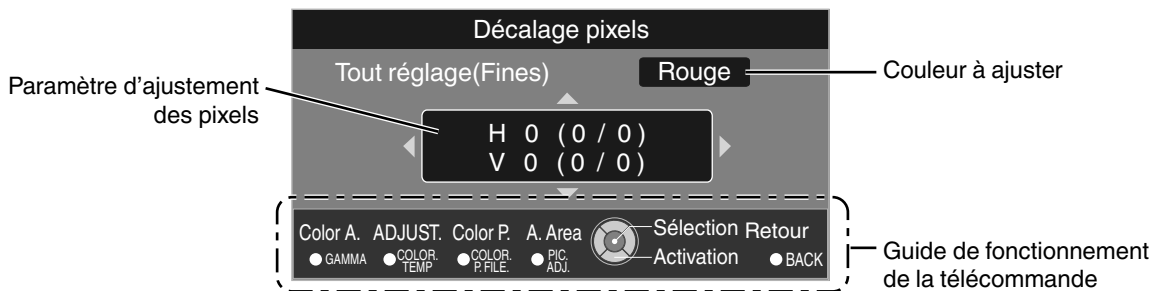 Décalage pixels
Tout réglage(Fines) Rouge
Couleur à ajuster
Paramètre d'ajustement
des pixels
H 0 (0 / 0)
V 0 (0 / 0)
Color A. ADJUST. Color P. A. Area Sélection Retour
GAMMA COLOR. TEMP COLOR. P. FILE. PIC. ADJ. Activation BACK
Guide de fonctionnement
de la télécommande